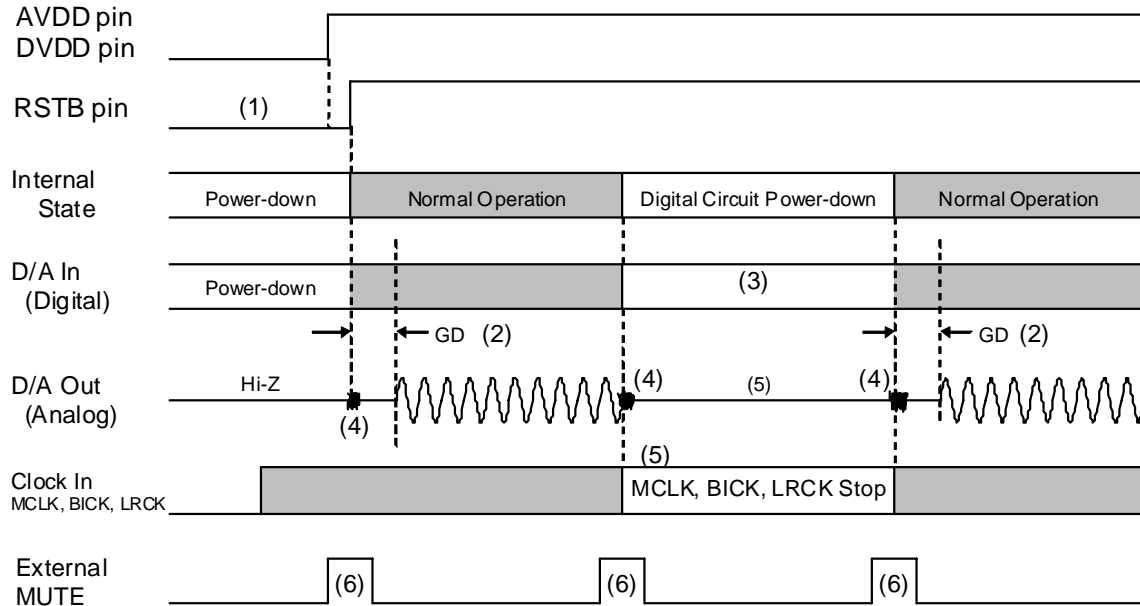 AVDD pin
DVDD pin
RSTB pin
(1)
Internal
State
Power-down
Normal Operation
Digital Circuit Power-down
Normal Operation
D/A In
(Digital)
Power-down
(3)
GD (2)
GD (2)
D/A Out
(Analog)
Hi-Z
(4)
(4)
(5)
(4)
Clock In
MCLK, BICK, LRCK
(5)
MCLK, BICK, LRCK Stop
External
MUTE
(6)
(6)
(6)